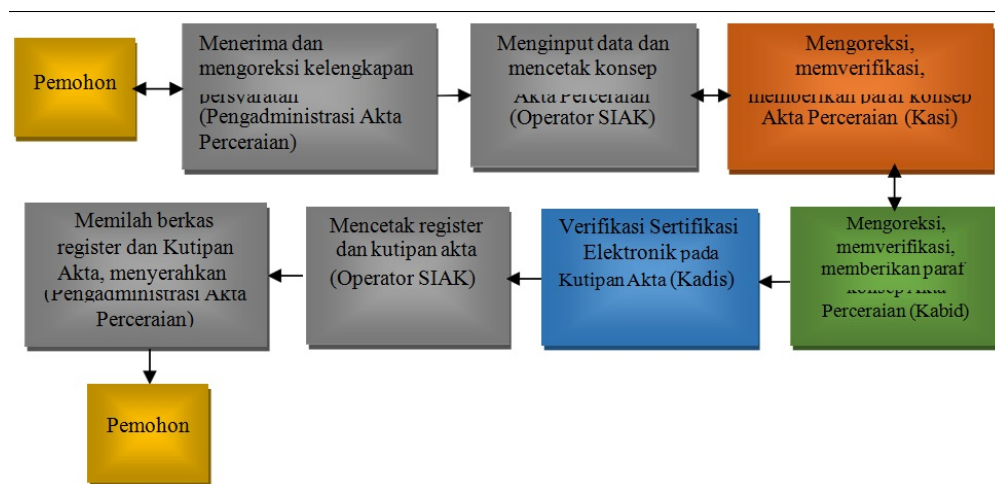 Pemohon
Menerima dan
mengoreksi kelengkapan
persyaratan
(Pengadministrasi Akta
Perceraian)
Menginput data dan
mencetak konsep
Akta Perceraian
(Operator SIAK)
Mengoreksi,
memverifikasi,
memberikan paraf konsep
Akta Perceraian (Kasi)
Mengoreksi,
memverifikasi,
memberikan paraf
konsep Akta
Perceraian (Kabid)
Verifikasi Sertifikasi
Elektronik pada
Kutipan Akta (Kadis)
Mencetak register
dan kutipan akta
(Operator SIAK)
Memilah berkas
register dan Kutipan
Akta, menyerahkan
(Pengadministrasi Akta
Perceraian)
Pemohon